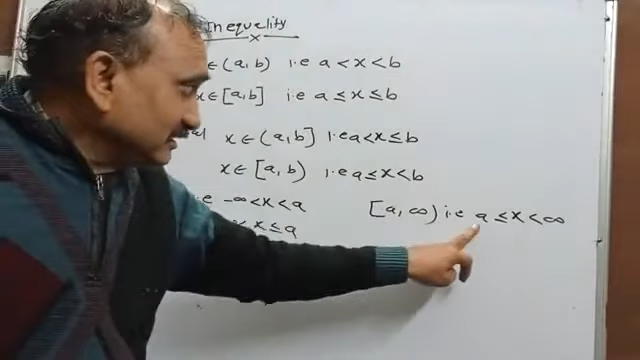 Inequality
x
∈ (a, b) i.e a < x < b
x ∈ [a, b] i.e a ≤ x ≤ b
x ∈ (a, b] i.e a < x ≤ b
x ∈ [a, b) i.e a ≤ x < b
i.e -∞ < x < a
[a, ∞) i.e a ≤ x < ∞
x ≤ a